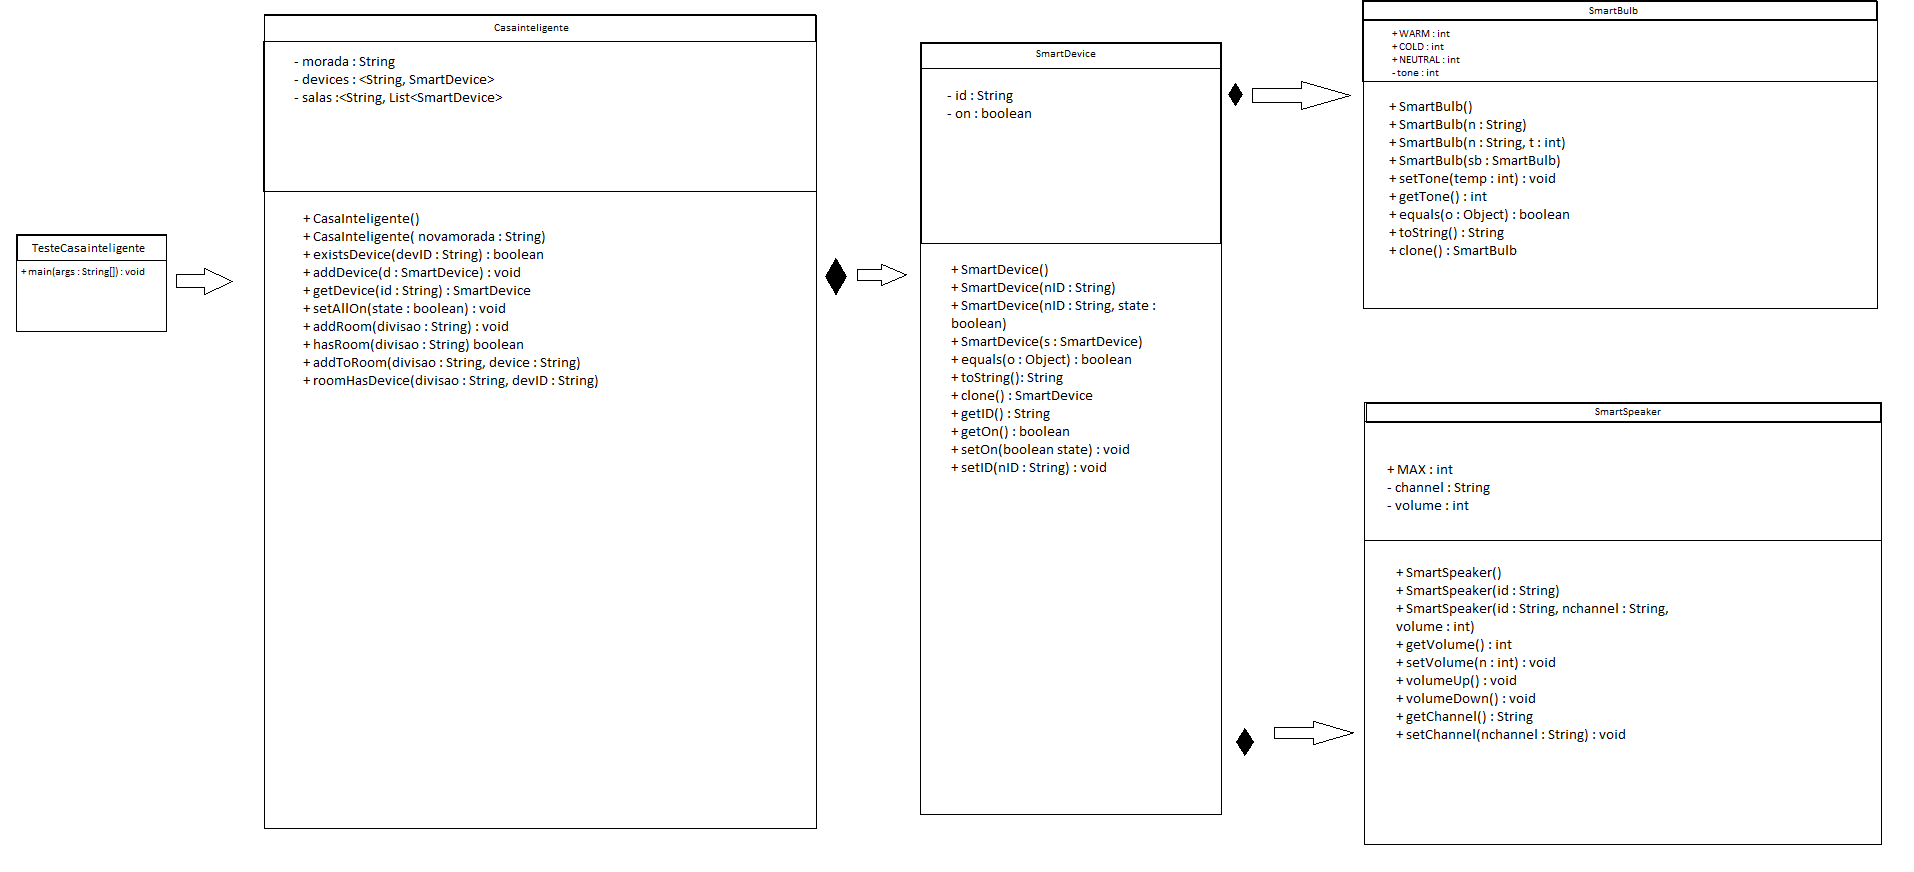 TesteCasainteligente
+ main(args : String[]) : void
Casainteligente
- morada : String
- devices : <String, SmartDevice>
- salas :<String, List<SmartDevice>
+ CasaInteligente()
+ CasaInteligente( novamorada : String)
+ existsDevice(devID : String) : boolean
+ addDevice(d : SmartDevice) : void
+ getDevice(id : String) : SmartDevice
+ setAllOn(state : boolean) : void
+ addRoom(divisao : String) : void
+ hasRoom(divisao : String) boolean
+ addToRoom(divisao : String, device : String)
+ roomHasDevice(divisao : String, devID : String)
SmartDevice
- id : String
- on : boolean
+ SmartDevice()
+ SmartDevice(nID : String)
+ SmartDevice(nID : String, state :
boolean)
+ SmartDevice(s : SmartDevice)
+ equals(o : Object) : boolean
+ toString(): String
+ clone() : SmartDevice
+ getID() : String
+ getOn() : boolean
+ setOn(boolean state) : void
+ setID(nID : String) : void
SmartBulb
+ WARM : int
+ COLD : int
+ NEUTRAL : int
- tone : int
+ SmartBulb()
+ SmartBulb(n : String)
+ SmartBulb(n : String, t : int)
+ SmartBulb(sb : SmartBulb)
+ setTone(temp : int) : void
+ getTone() : int
+ equals(o : Object) : boolean
+ toString() : String
+ clone() : SmartBulb
SmartSpeaker
+ MAX : int
- channel : String
- volume : int
+ SmartSpeaker()
+ SmartSpeaker(id : String)
+ SmartSpeaker(id : String, nchannel : String,
volume : int)
+ getVolume() : int
+ setVolume(n : int) : void
+ volumeUp() : void
+ volumeDown() : void
+ getChannel() : String
+ setChannel(nchannel : String) : void